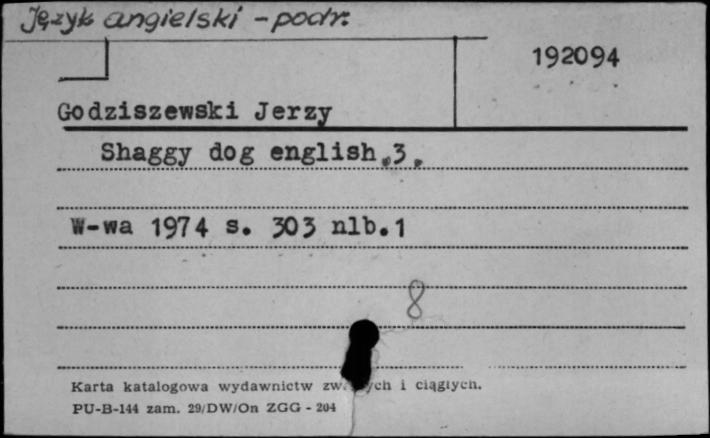 Język angielski - podr.
192094
Godziszewski Jerzy
Shaggy dog english.3.
W-wa 1974 s. 303 nlb.1
8
Karta katalogowa wydawnictw i ciągłych.
PU-B-144 zam. 29/DW/On ZGG - 204